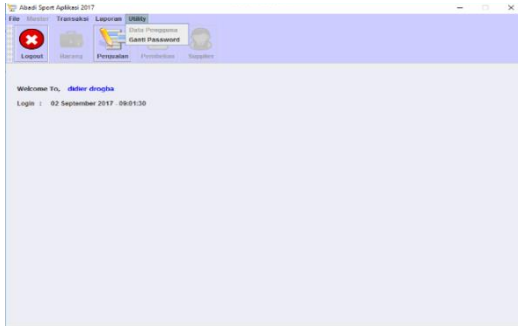 Abadi Sport Aplikasi 2017
File Master Transaksi Laporan Utility
Data Pengguna
Ganti Password
Logout Barang Penjualan Pembelian Supplier
Welcome To, didier drogba
Login : 02 September 2017 - 09:01:30